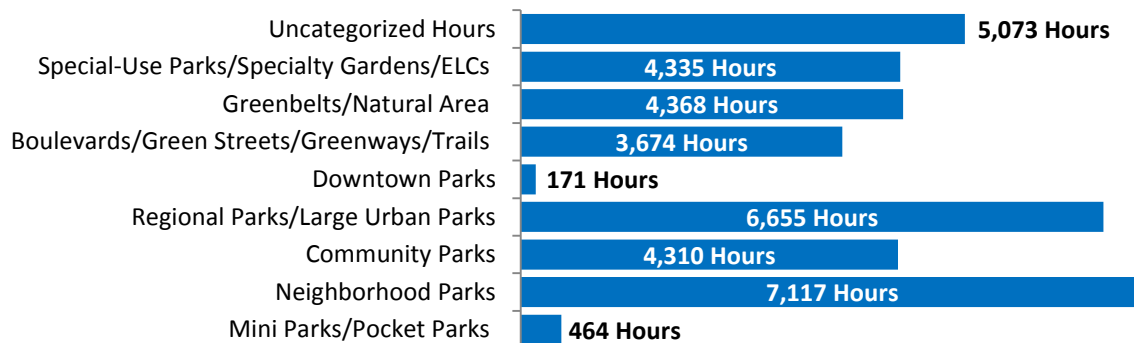 Uncategorized Hours 5,073 Hours
Special-Use Parks/Specialty Gardens/ELCs 4,335 Hours
Greenbelts/Natural Area 4,368 Hours
Boulevards/Green Streets/Greenways/Trails 3,674 Hours
Downtown Parks 171 Hours
Regional Parks/Large Urban Parks 6,655 Hours
Community Parks 4,310 Hours
Neighborhood Parks 7,117 Hours
Mini Parks/Pocket Parks 464 Hours